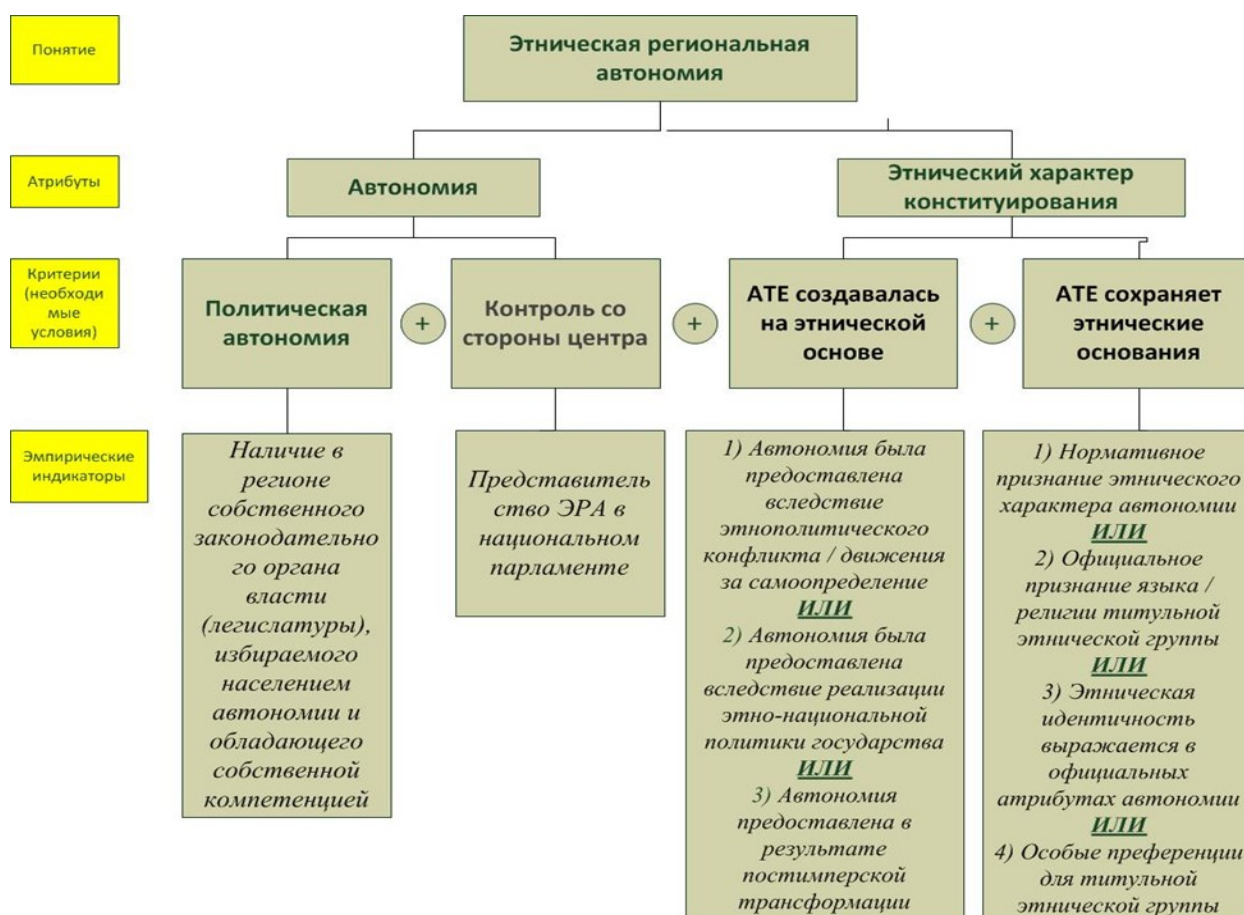 Понятие
Этническая региональная
автономия
Атрибуты
Автономия
Этнический характер
конституирования
Критерии
(необходи
мые
условия)
Политическая
автономия
+
Контроль со
стороны центра
+
АТЕ создавалась
на этнической
основе
+
АТЕ сохраняет
этнические
основания
Эмпирические
индикаторы
Наличие в
регионе
собственного
законодательно
го органа
власти
(легислатуры),
избираемого
населением
автономии и
обладающего
собственной
компетенцией
Представитель
ство ЭРА в
национальном
парламенте
1) Автономия была
предоставлена
вследствие
этнополитического
конфликта / движения
за самоопределение
ИЛИ
2) Автономия была
предоставлена
вследствие реализации
этно-национальной
политики государства
ИЛИ
3) Автономия
предоставлена в
результате
постимперской
трансформации
1) Нормативное
признание этнического
характера автономии
ИЛИ
2) Официальное
признание языка /
религии титульной
этнической группы
ИЛИ
3) Этническая
идентичность
выражается в
официальных
атрибутах автономии
ИЛИ
4) Особые преференции
для титульной
этнической группы